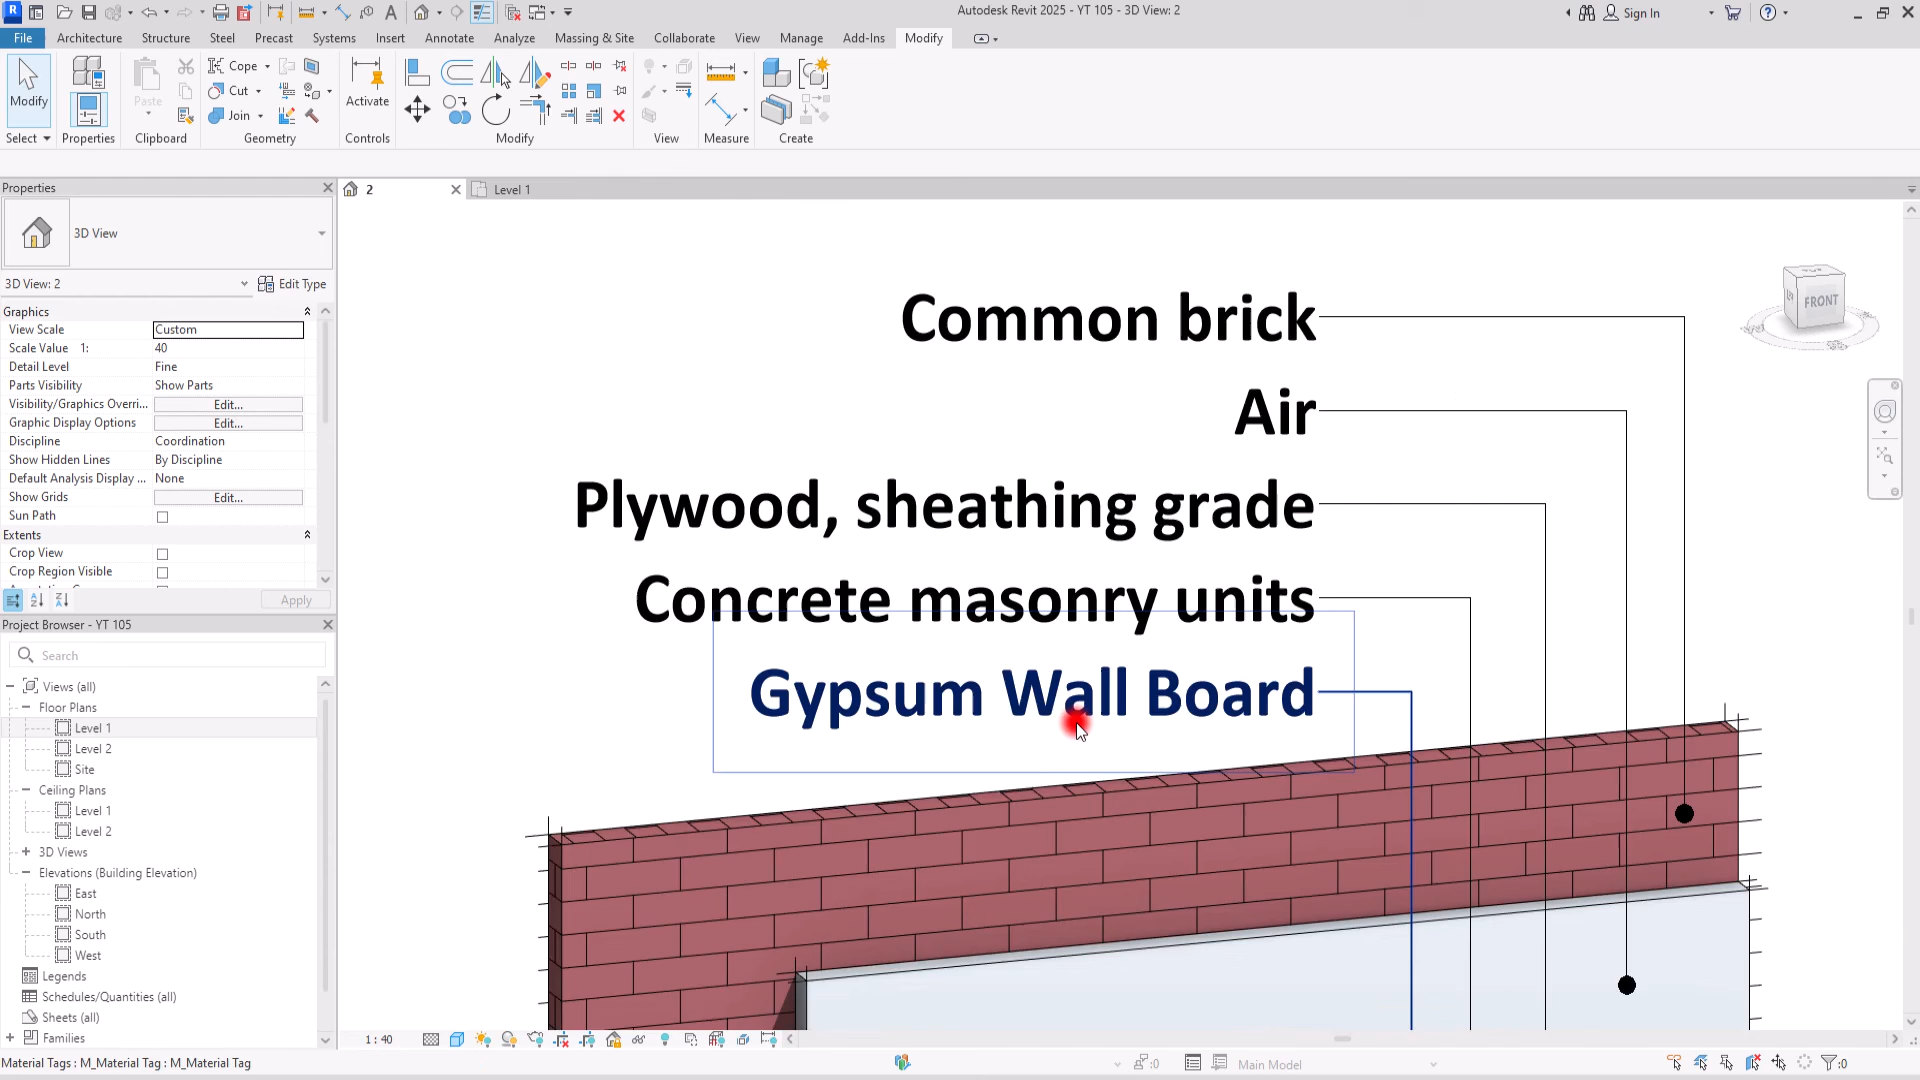 Autodesk Revit 2025 - YT 105 - 3D View: 2
Sign In
File Architecture Structure Steel Precast Systems Insert Annotate Analyze Massing & Site Collaborate View Manage Add-Ins Modify
Modify
Paste
Cope
Cut
Join
Activate
Select Properties Clipboard Geometry Controls Modify View Measure Create
Properties
2
Level 1
3D View
3D View: 2
Edit Type
Graphics
View Scale Custom
Scale Value 1: 40
Detail Level Fine
Parts Visibility Show Parts
Visibility/Graphics Overri... Edit...
Graphic Display Options Edit...
Discipline Coordination
Show Hidden Lines By Discipline
Default Analysis Display ... None
Show Grids Edit...
Sun Path
Extents
Crop View
Crop Region Visible
Apply
Project Browser - YT 105
Search
Views (all)
Floor Plans
Level 1
Level 2
Site
Ceiling Plans
Level 1
Level 2
3D Views
Elevations (Building Elevation)
East
North
South
West
Legends
Schedules/Quantities (all)
Sheets (all)
Families
Common brick
Air
Plywood, sheathing grade
Concrete masonry units
Gypsum Wall Board
FRONT
1 : 40
Material Tags : M_Material Tag : M_Material Tag
:0
Main Model
:0